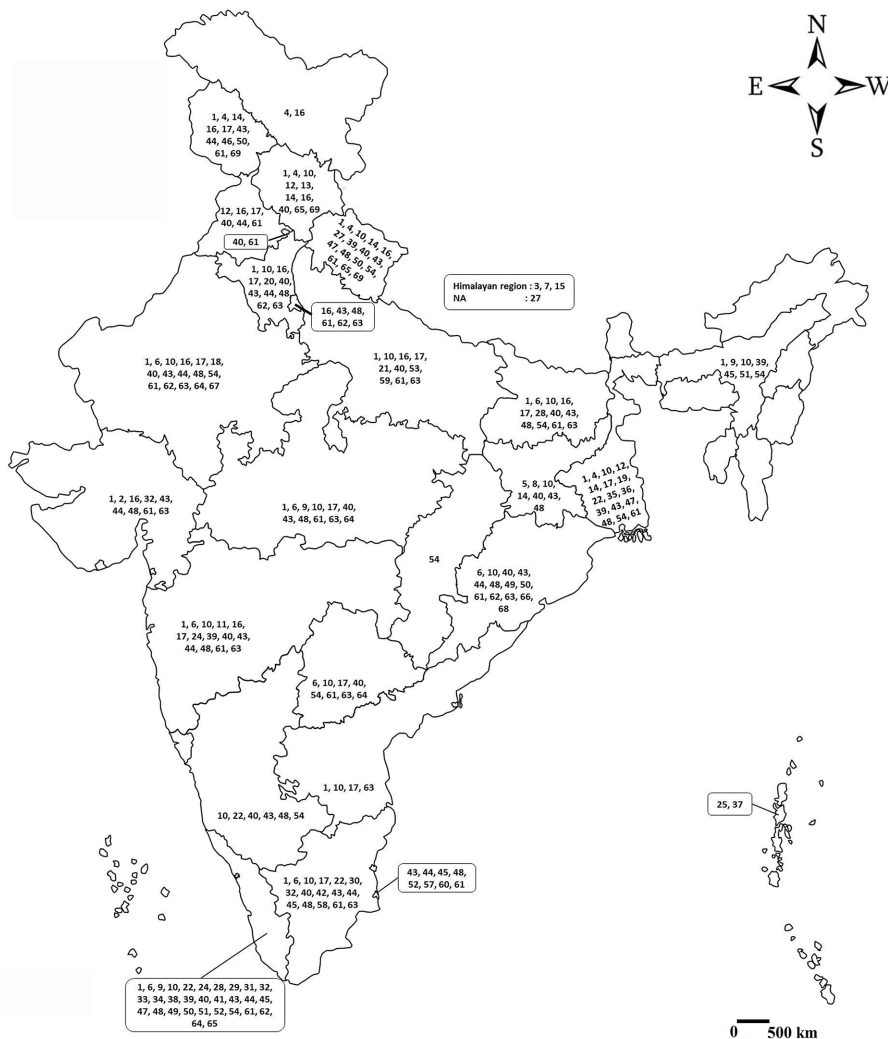 N
E
W
S
4, 16
1, 4, 14,
16, 17, 43,
44, 46, 50,
61, 69
1, 4, 10,
12, 13,
14, 16,
40, 65, 69
12, 16, 17,
40, 44, 61
40, 61
1, 4, 10, 14, 16,
27, 39, 40, 43,
47, 48, 50, 54,
61, 65, 69
1, 10, 16,
17, 20, 40,
43, 44, 48,
62, 63
16, 43, 48,
61, 62, 63
Himalayan region : 3, 7, 15
NA : 27
1, 6, 10, 16, 17, 18,
40, 43, 44, 48, 54,
61, 62, 63, 64, 67
1, 10, 16, 17,
21, 40, 53,
59, 61, 63
1, 9, 10, 39,
45, 51, 54
1, 6, 10, 16,
17, 28, 40, 43,
48, 54, 61, 63
1, 2, 16, 32, 43,
44, 48, 61, 63
1, 6, 9, 10, 17, 40,
43, 48, 61, 63, 64
5, 8, 10,
14, 40, 43,
48
1, 4, 10, 12,
14, 17, 19,
22, 35, 36,
39, 43, 47,
48, 54, 61
54
6, 10, 40, 43,
44, 48, 49, 50,
61, 62, 63, 66,
68
1, 6, 10, 11, 16,
17, 24, 39, 40, 43,
44, 48, 61, 63
6, 10, 17, 40,
54, 61, 63, 64
1, 10, 17, 63
10, 22, 40, 43, 48, 54
25, 37
1, 6, 10, 17, 22, 30,
32, 40, 42, 43, 44,
45, 48, 58, 61, 63
43, 44, 45, 48,
52, 57, 60, 61
1, 6, 9, 10, 22, 24, 28, 29, 31, 32,
33, 34, 38, 39, 40, 41, 43, 44, 45,
47, 48, 49, 50, 51, 52, 54, 61, 62,
64, 65
0 500 km